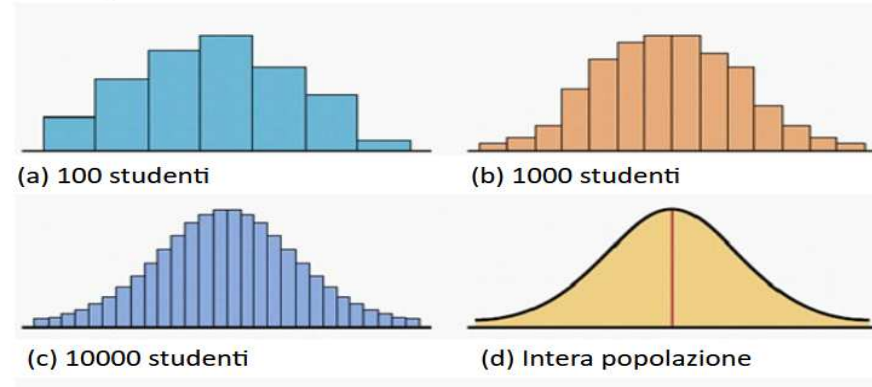 (a) 100 studenti
(b) 1000 studenti
(c) 10000 studenti
(d) Intera popolazione